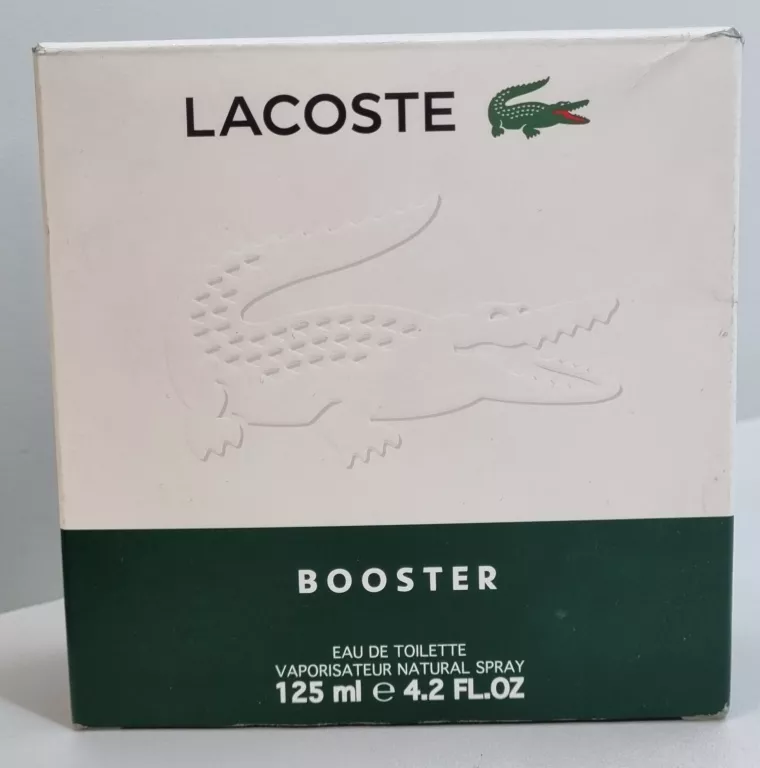 LACOSTE
BOOSTER
EAU DE TOILETTE
VAPORISATEUR NATURAL SPRAY
125 ml e 4.2 FL.OZ